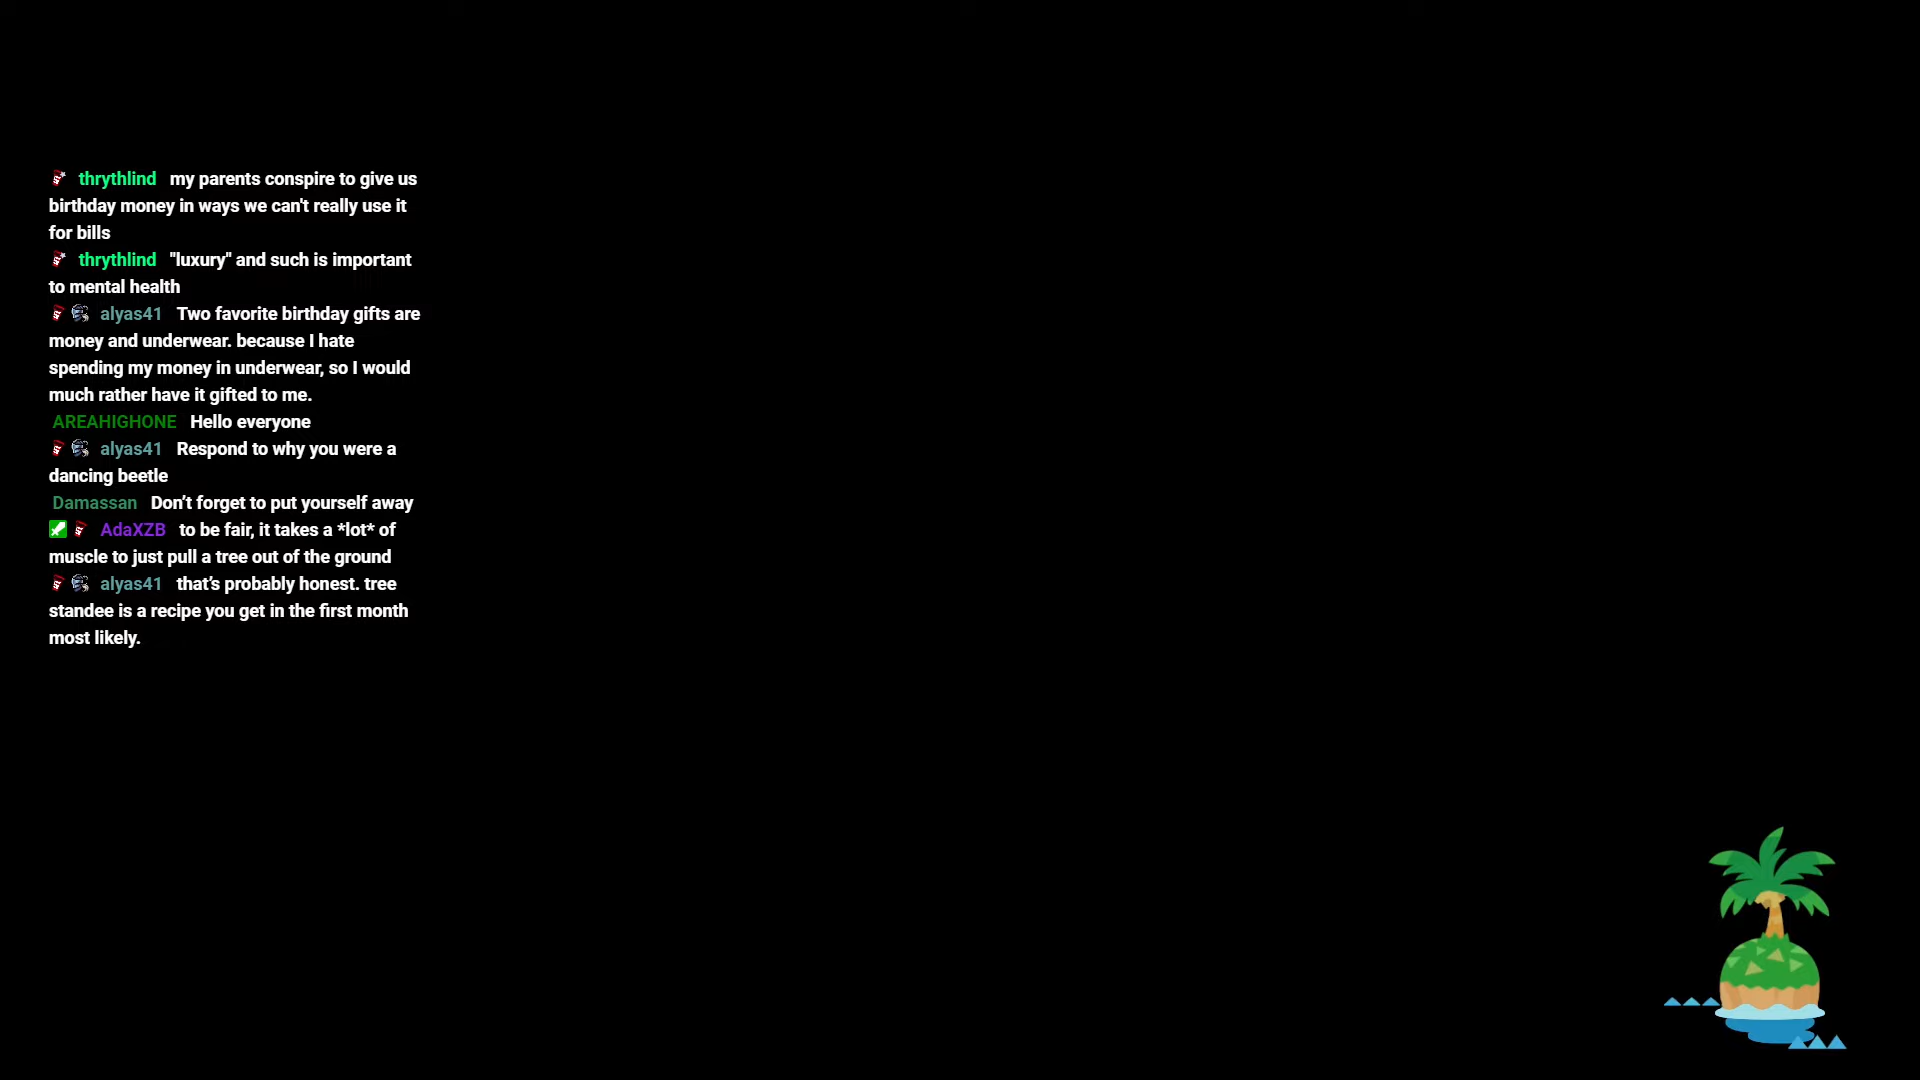 thrythlind my parents conspire to give us
birthday money in ways we can't really use it
for bills
thrythlind "luxury" and such is important
to mental health
alyas41 Two favorite birthday gifts are
money and underwear. because I hate
spending my money in underwear, so I would
much rather have it gifted to me.
AREAHIGHONE Hello everyone
alyas41 Respond to why you were a
dancing beetle
Damassan Don’t forget to put yourself away
AdaXZB to be fair, it takes a *lot* of
muscle to just pull a tree out of the ground
alyas41 that’s probably honest. tree
standee is a recipe you get in the first month
most likely.